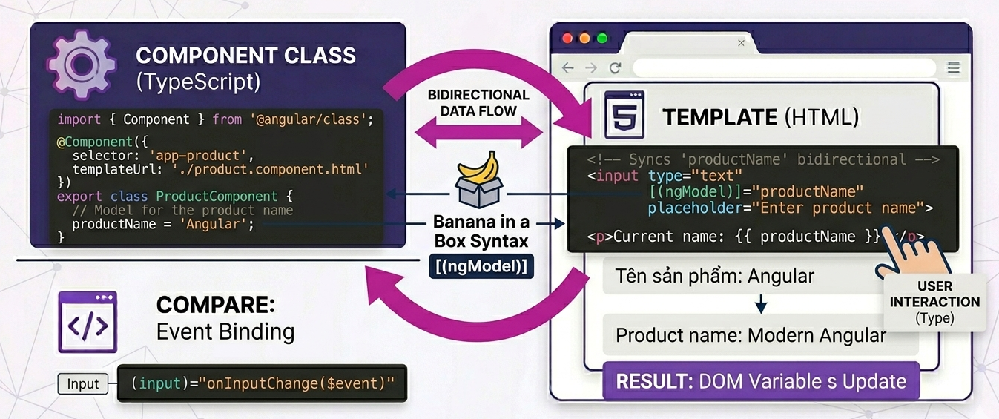 COMPONENT CLASS
(TypeScript)
import { Component } from '@angular/class';
@Component({
selector: 'app-product',
templateUrl: './product.component.html'
})
export class ProductComponent {
// Model for the product name
productName = 'Angular';
}
BIDIRECTIONAL
DATA FLOW
Banana in a
Box Syntax
[(ngModel)]
TEMPLATE (HTML)
<!-- Syncs 'productName' bidirectional -->
<input type="text"
[(ngModel)]="productName"
placeholder="Enter product name">
<p>Current name: {{ productName }} </p>
Tên sản phẩm: Angular
Product name: Modern Angular
RESULT: DOM Variable s Update
USER
INTERACTION
(Type)
COMPARE:
Event Binding
Input
(input)="onInputChange($event)"